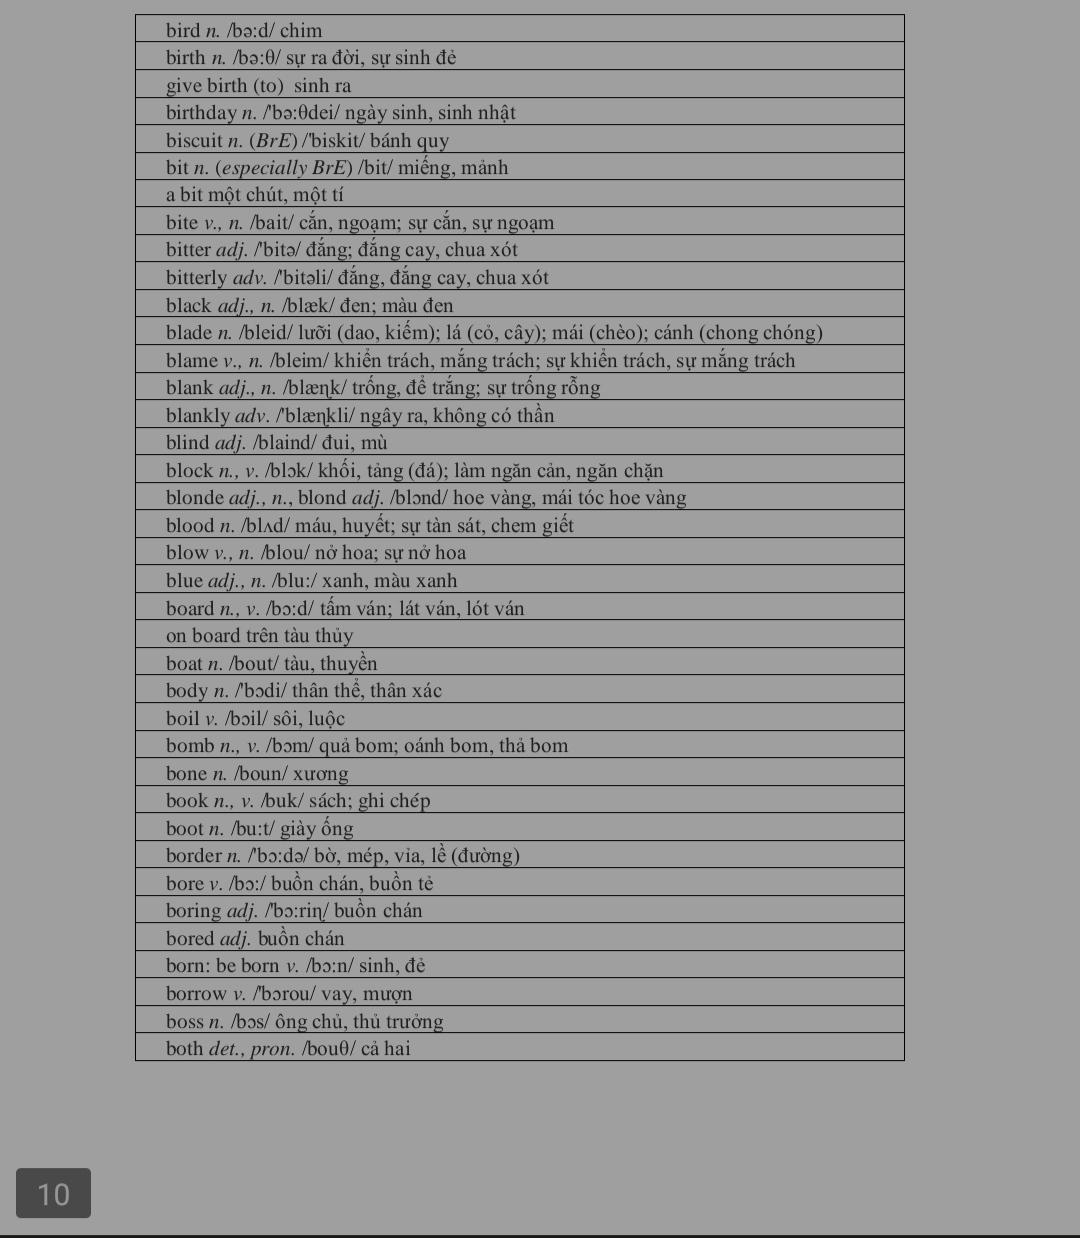 bird n. /bə:d/ chim
birth n. /bə:θ/ sự ra đời, sự sinh đẻ
give birth (to)  sinh ra
birthday n. /'bə:θdei/ ngày sinh, sinh nhật
biscuit n. (BrE) /'biskit/ bánh quy
bit n. (especially BrE) /bit/ miếng, mảnh
a bit một chút, một tí
bite v., n. /bait/ cắn, ngoạm; sự cắn, sự ngoạm
bitter adj. /'bitə/ đắng; đắng cay, chua xót
bitterly adv. /'bitəli/ đắng, đắng cay, chua xót
black adj., n. /blæk/ đen; màu đen
blade n. /bleid/ lưỡi (dao, kiếm); lá (cỏ, cây); mái (chèo); cánh (chong chóng)
blame v., n. /bleim/ khiển trách, mắng trách; sự khiển trách, sự mắng trách
blank adj., n. /blæɳk/ trống, để trắng; sự trống rỗng
blankly adv. /'blæɳkli/ ngây ra, không có thần
blind adj. /blaind/ đui, mù
block n., v. /blɔk/ khối, tảng (đá); làm ngăn cản, ngăn chặn
blonde adj., n., blond adj. /blɔnd/ hoe vàng, mái tóc hoe vàng
blood n. /blʌd/ máu, huyết; sự tàn sát, chem giết
blow v., n. /blou/ nở hoa; sự nở hoa
blue adj., n. /blu:/ xanh, màu xanh
board n., v. /bɔ:d/ tấm ván; lát ván, lót ván
on board trên tàu thủy
boat n. /bout/ tàu, thuyền
body n. /'bɔdi/ thân thể, thân xác
boil v. /bɔil/ sôi, luộc
bomb n., v. /bɔm/ quả bom; oánh bom, thả bom
bone n. /boun/ xương
book n., v. /buk/ sách; ghi chép
boot n. /bu:t/ giày ống
border n. /'bɔ:də/ bờ, mép, vỉa, lề (đường)
bore v. /bɔ:/ buồn chán, buồn tẻ
boring adj. /'bɔ:riɳ/ buồn chán
bored adj. buồn chán
born: be born v. /bɔ:n/ sinh, đẻ
borrow v. /'bɔrou/ vay, mượn
boss n. /bɔs/ ông chủ, thủ trưởng
both det., pron. /bouθ/ cả hai
10